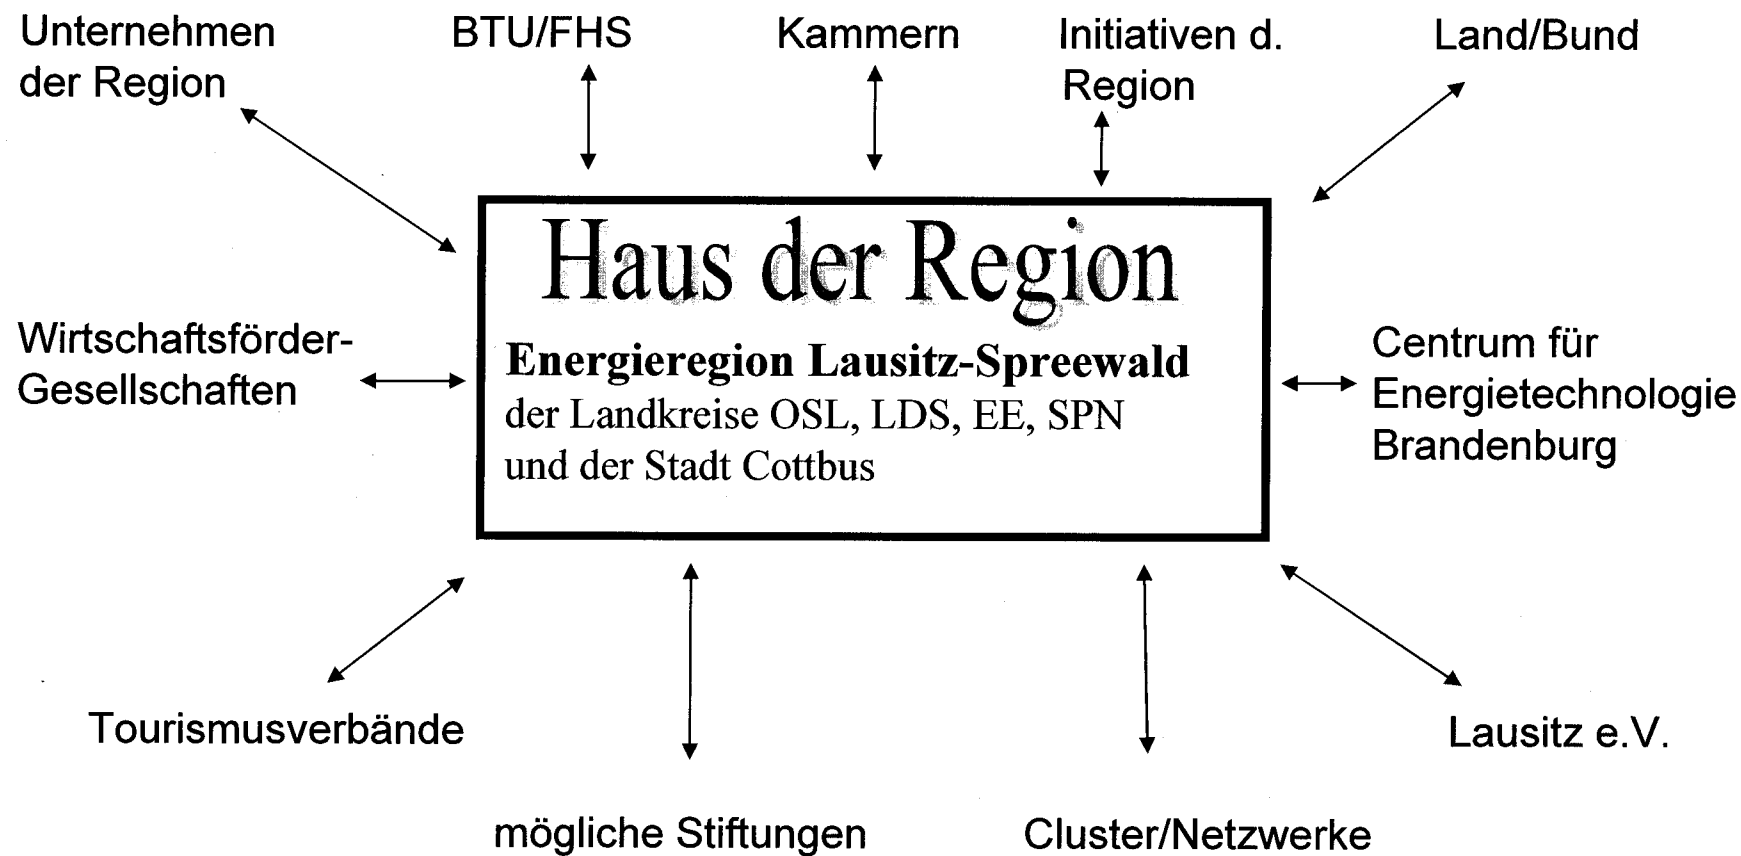 Unternehmen
der Region
BTU/FHS
Kammern
Initiativen d.
Region
Land/Bund
Haus der Region
Energieregion Lausitz-Spreewald
der Landkreise OSL, LDS, EE, SPN
und der Stadt Cottbus
Wirtschaftsförder-
Gesellschaften
Centrum für
Energietechnologie
Brandenburg
Tourismusverbände
Lausitz e.V.
mögliche Stiftungen
Cluster/Netzwerke